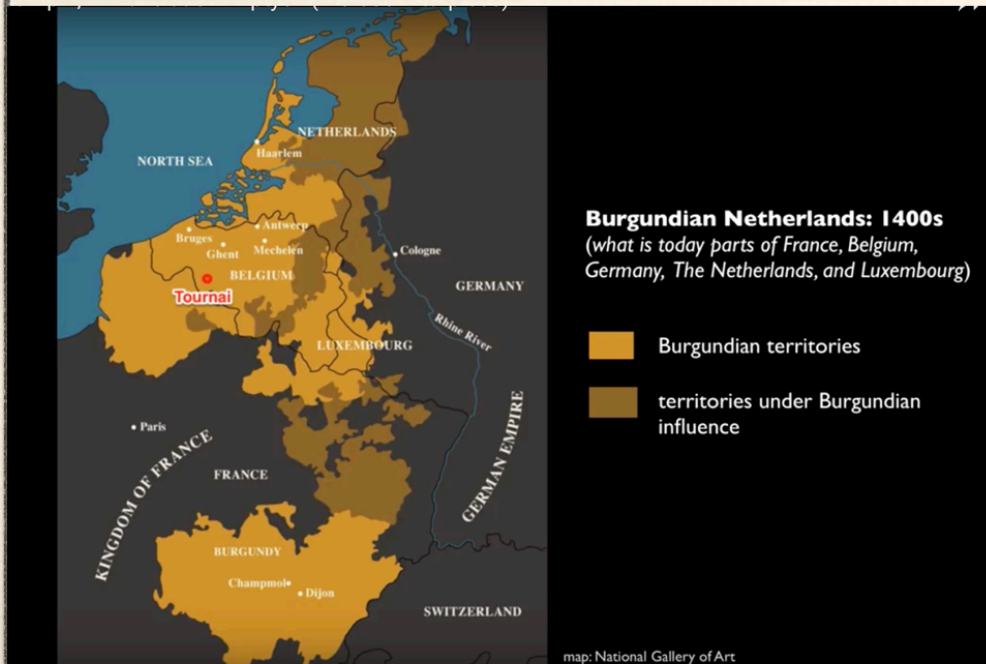 NETHERLANDS
Haarlem
NORTH SEA
Antwerp
Bruges
Ghent
Mechelen
Cologne
BELGIUM
Tournai
GERMANY
Rhine River
LUXEMBOURG
Paris
KINGDOM OF FRANCE
FRANCE
GERMAN EMPIRE
BURGUNDY
Champmol
Dijon
SWITZERLAND
Burgundian Netherlands: 1400s
(what is today parts of France, Belgium,
Germany, The Netherlands, and Luxembourg)
Burgundian territories
territories under Burgundian
influence
map: National Gallery of Art